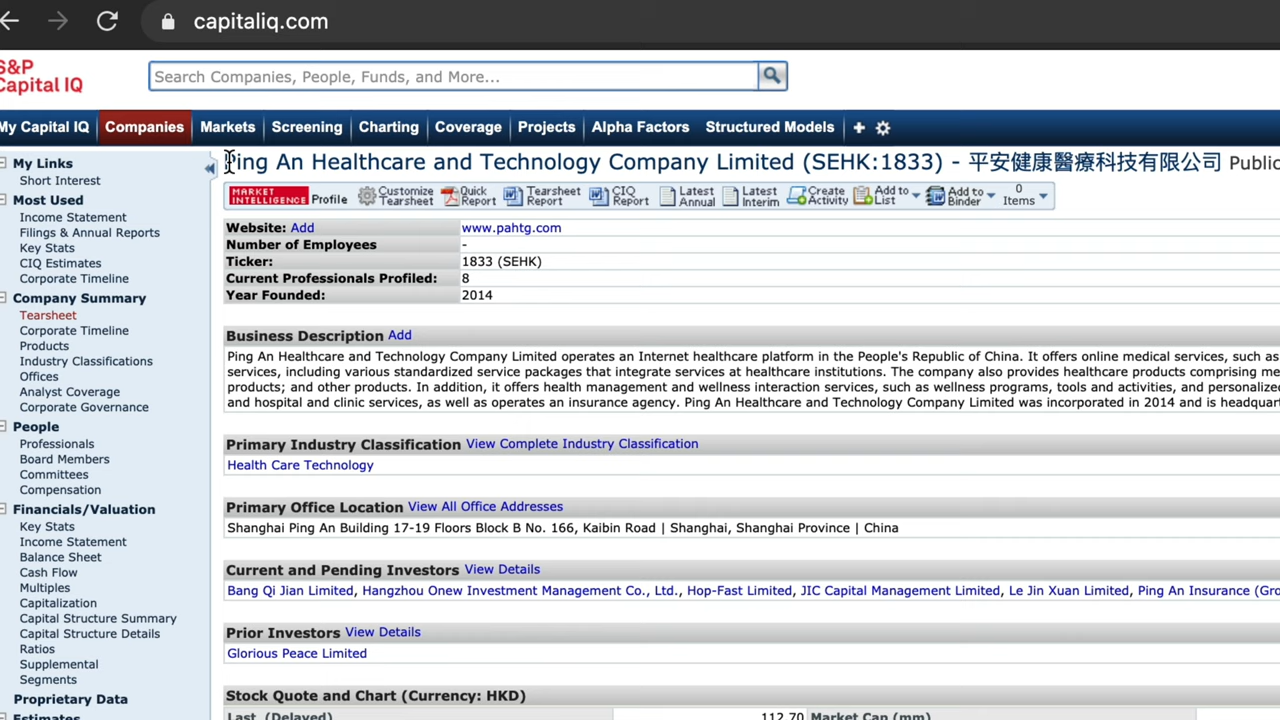 capitaliq.com
S&P
Capital IQ
Search Companies, People, Funds, and More...
My Capital IQ Companies Markets Screening Charting Coverage Projects Alpha Factors Structured Models
My Links
Short Interest
Most Used
Income Statement
Filings & Annual Reports
Key Stats
CIQ Estimates
Corporate Timeline
Company Summary
Tearsheet
Corporate Timeline
Products
Industry Classifications
Offices
Analyst Coverage
Corporate Governance
People
Professionals
Board Members
Committees
Compensation
Financials/Valuation
Key Stats
Income Statement
Balance Sheet
Cash Flow
Multiples
Capitalization
Capital Structure Summary
Capital Structure Details
Ratios
Supplemental
Segments
Proprietary Data
Estimates
Ping An Healthcare and Technology Company Limited (SEHK:1833) - 平安健康醫療科技有限公司 Public
MARKET INTELLIGENCE Profile Customize Tearsheet Quick Report Tearsheet Report CIQ Report Latest Annual Latest Interim Create Activity Add to List Add to Binder 0 Items
Website: Add www.pahtg.com
Number of Employees -
Ticker: 1833 (SEHK)
Current Professionals Profiled: 8
Year Founded: 2014
Business Description Add
Ping An Healthcare and Technology Company Limited operates an Internet healthcare platform in the People's Republic of China. It offers online medical services, such as
services, including various standardized service packages that integrate services at healthcare institutions. The company also provides healthcare products comprising me
products; and other products. In addition, it offers health management and wellness interaction services, such as wellness programs, tools and activities, and personalize
and hospital and clinic services, as well as operates an insurance agency. Ping An Healthcare and Technology Company Limited was incorporated in 2014 and is headquart
Primary Industry Classification View Complete Industry Classification
Health Care Technology
Primary Office Location View All Office Addresses
Shanghai Ping An Building 17-19 Floors Block B No. 166, Kaibin Road | Shanghai, Shanghai Province | China
Current and Pending Investors View Details
Bang Qi Jian Limited, Hangzhou Onew Investment Management Co., Ltd., Hop-Fast Limited, JIC Capital Management Limited, Le Jin Xuan Limited, Ping An Insurance (Gro
Prior Investors View Details
Glorious Peace Limited
Stock Quote and Chart (Currency: HKD)
Last (Delayed) 112.70 Market Cap (mm)